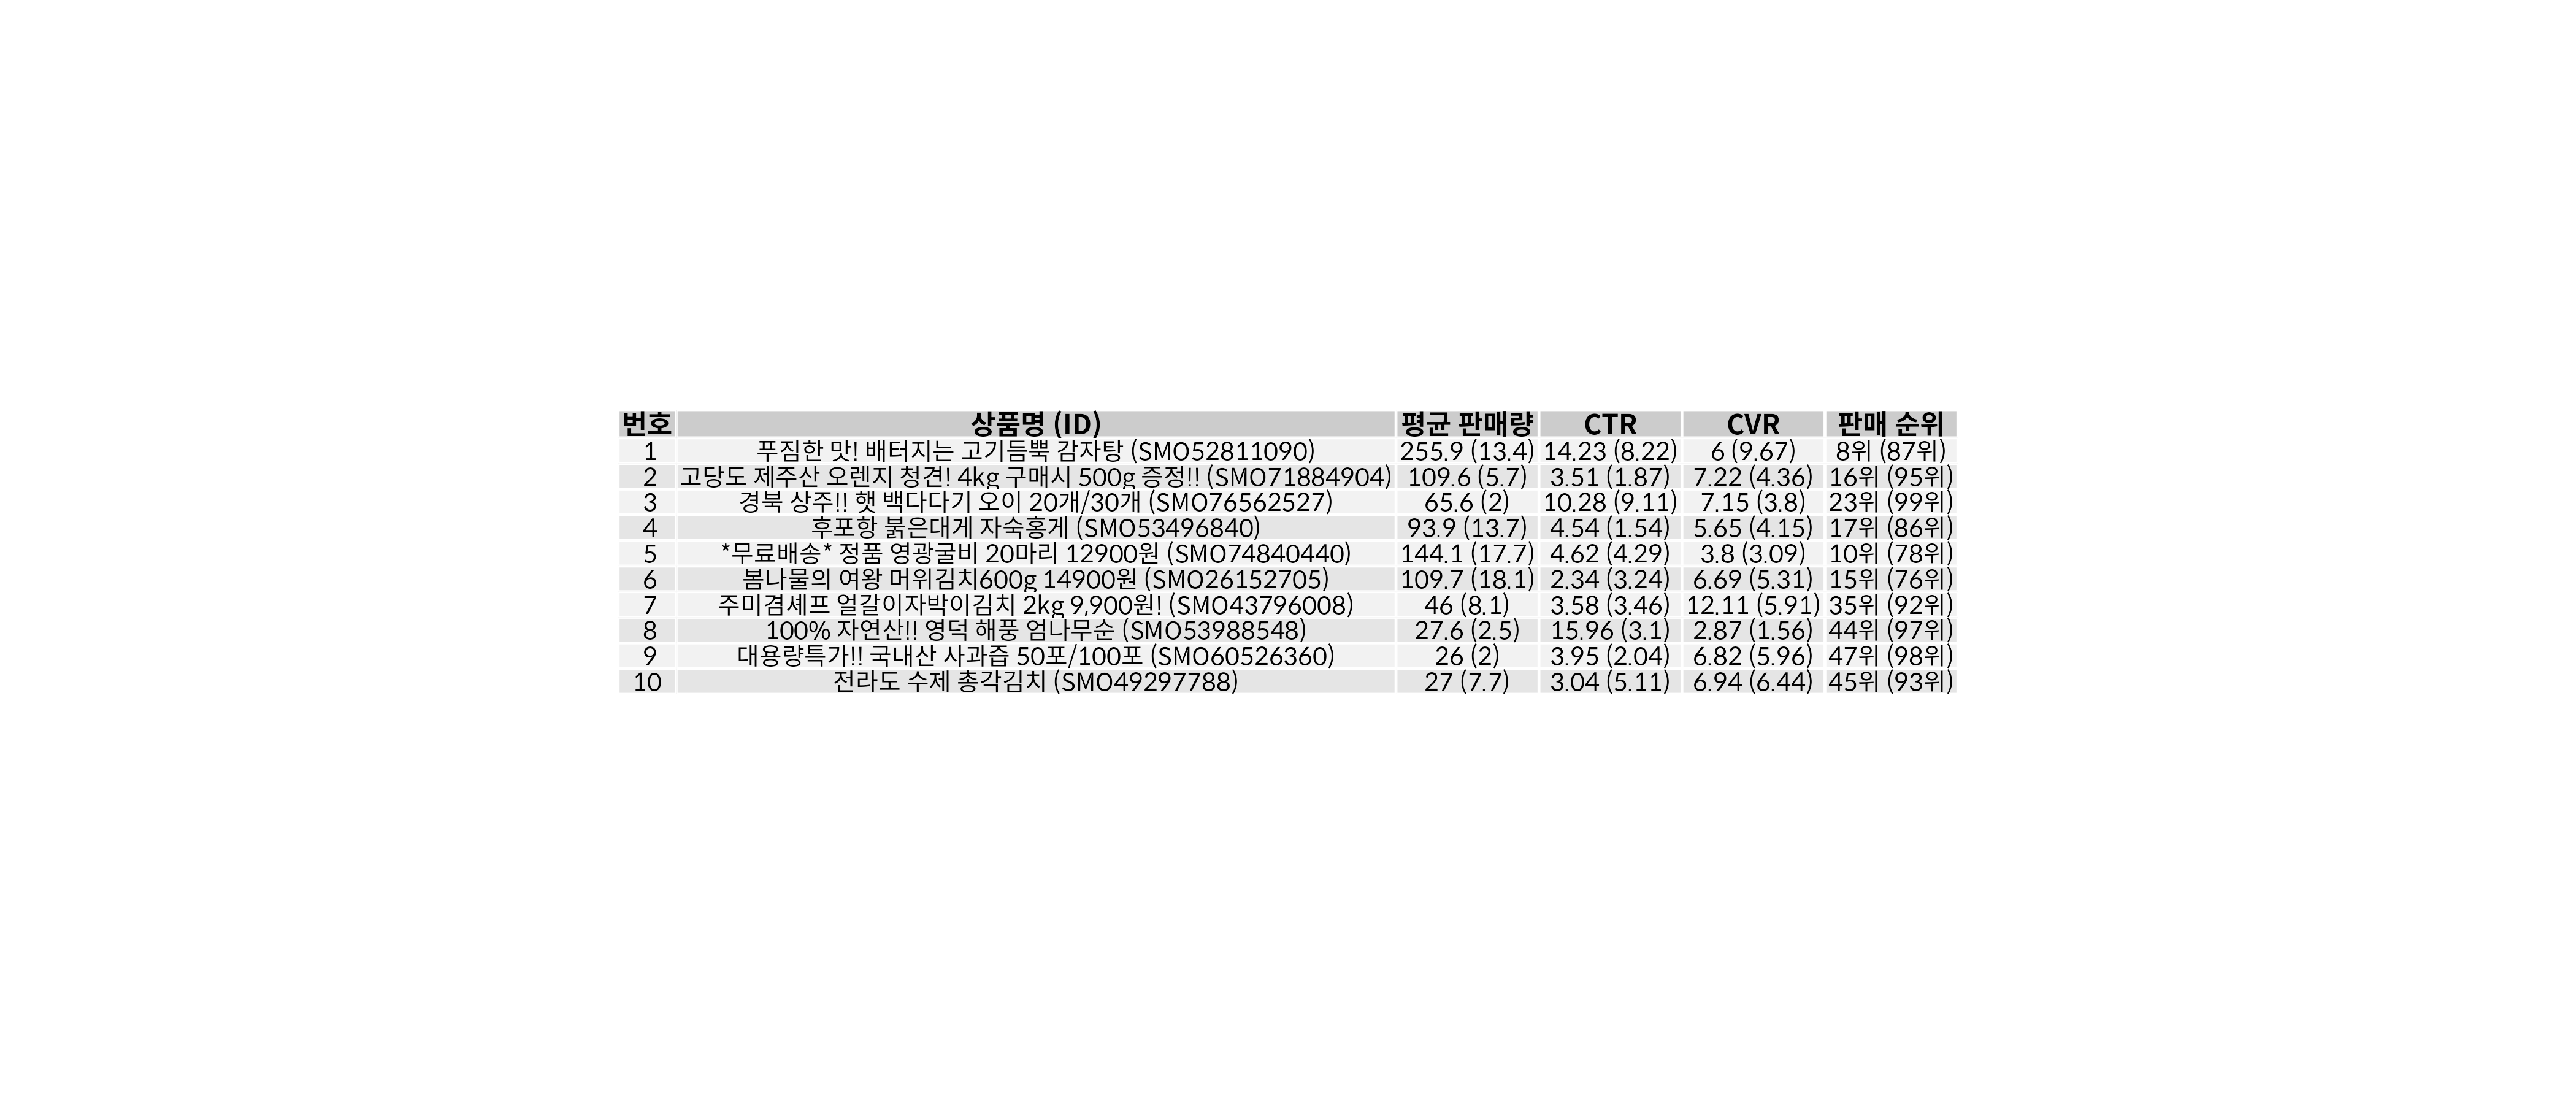 번호 상품명 (ID) 평균 판매량 CTR CVR 판매 순위
1 푸짐한 맛! 배터지는 고기듬뿍 감자탕 (SMO52811090) 255.9 (13.4) 14.23 (8.22) 6 (9.67) 8위 (87위)
2 고당도 제주산 오렌지 청견! 4kg 구매시 500g 증정!! (SMO71884904) 109.6 (5.7) 3.51 (1.87) 7.22 (4.36) 16위 (95위)
3 경북 상주!! 햇 백다다기 오이 20개/30개 (SMO76562527) 65.6 (2) 10.28 (9.11) 7.15 (3.8) 23위 (99위)
4 후포항 붉은대게 자숙홍게 (SMO53496840) 93.9 (13.7) 4.54 (1.54) 5.65 (4.15) 17위 (86위)
5 *무료배송* 정품 영광굴비 20마리 12900원 (SMO74840440) 144.1 (17.7) 4.62 (4.29) 3.8 (3.09) 10위 (78위)
6 봄나물의 여왕 머위김치600g 14900원 (SMO26152705) 109.7 (18.1) 2.34 (3.24) 6.69 (5.31) 15위 (76위)
7 주미겸셰프 얼갈이자박이김치 2kg 9,900원! (SMO43796008) 46 (8.1) 3.58 (3.46) 12.11 (5.91) 35위 (92위)
8 100% 자연산!! 영덕 해풍 엄나무순 (SMO53988548) 27.6 (2.5) 15.96 (3.1) 2.87 (1.56) 44위 (97위)
9 대용량특가!! 국내산 사과즙 50포/100포 (SMO60526360) 26 (2) 3.95 (2.04) 6.82 (5.96) 47위 (98위)
10 전라도 수제 총각김치 (SMO49297788) 27 (7.7) 3.04 (5.11) 6.94 (6.44) 45위 (93위)